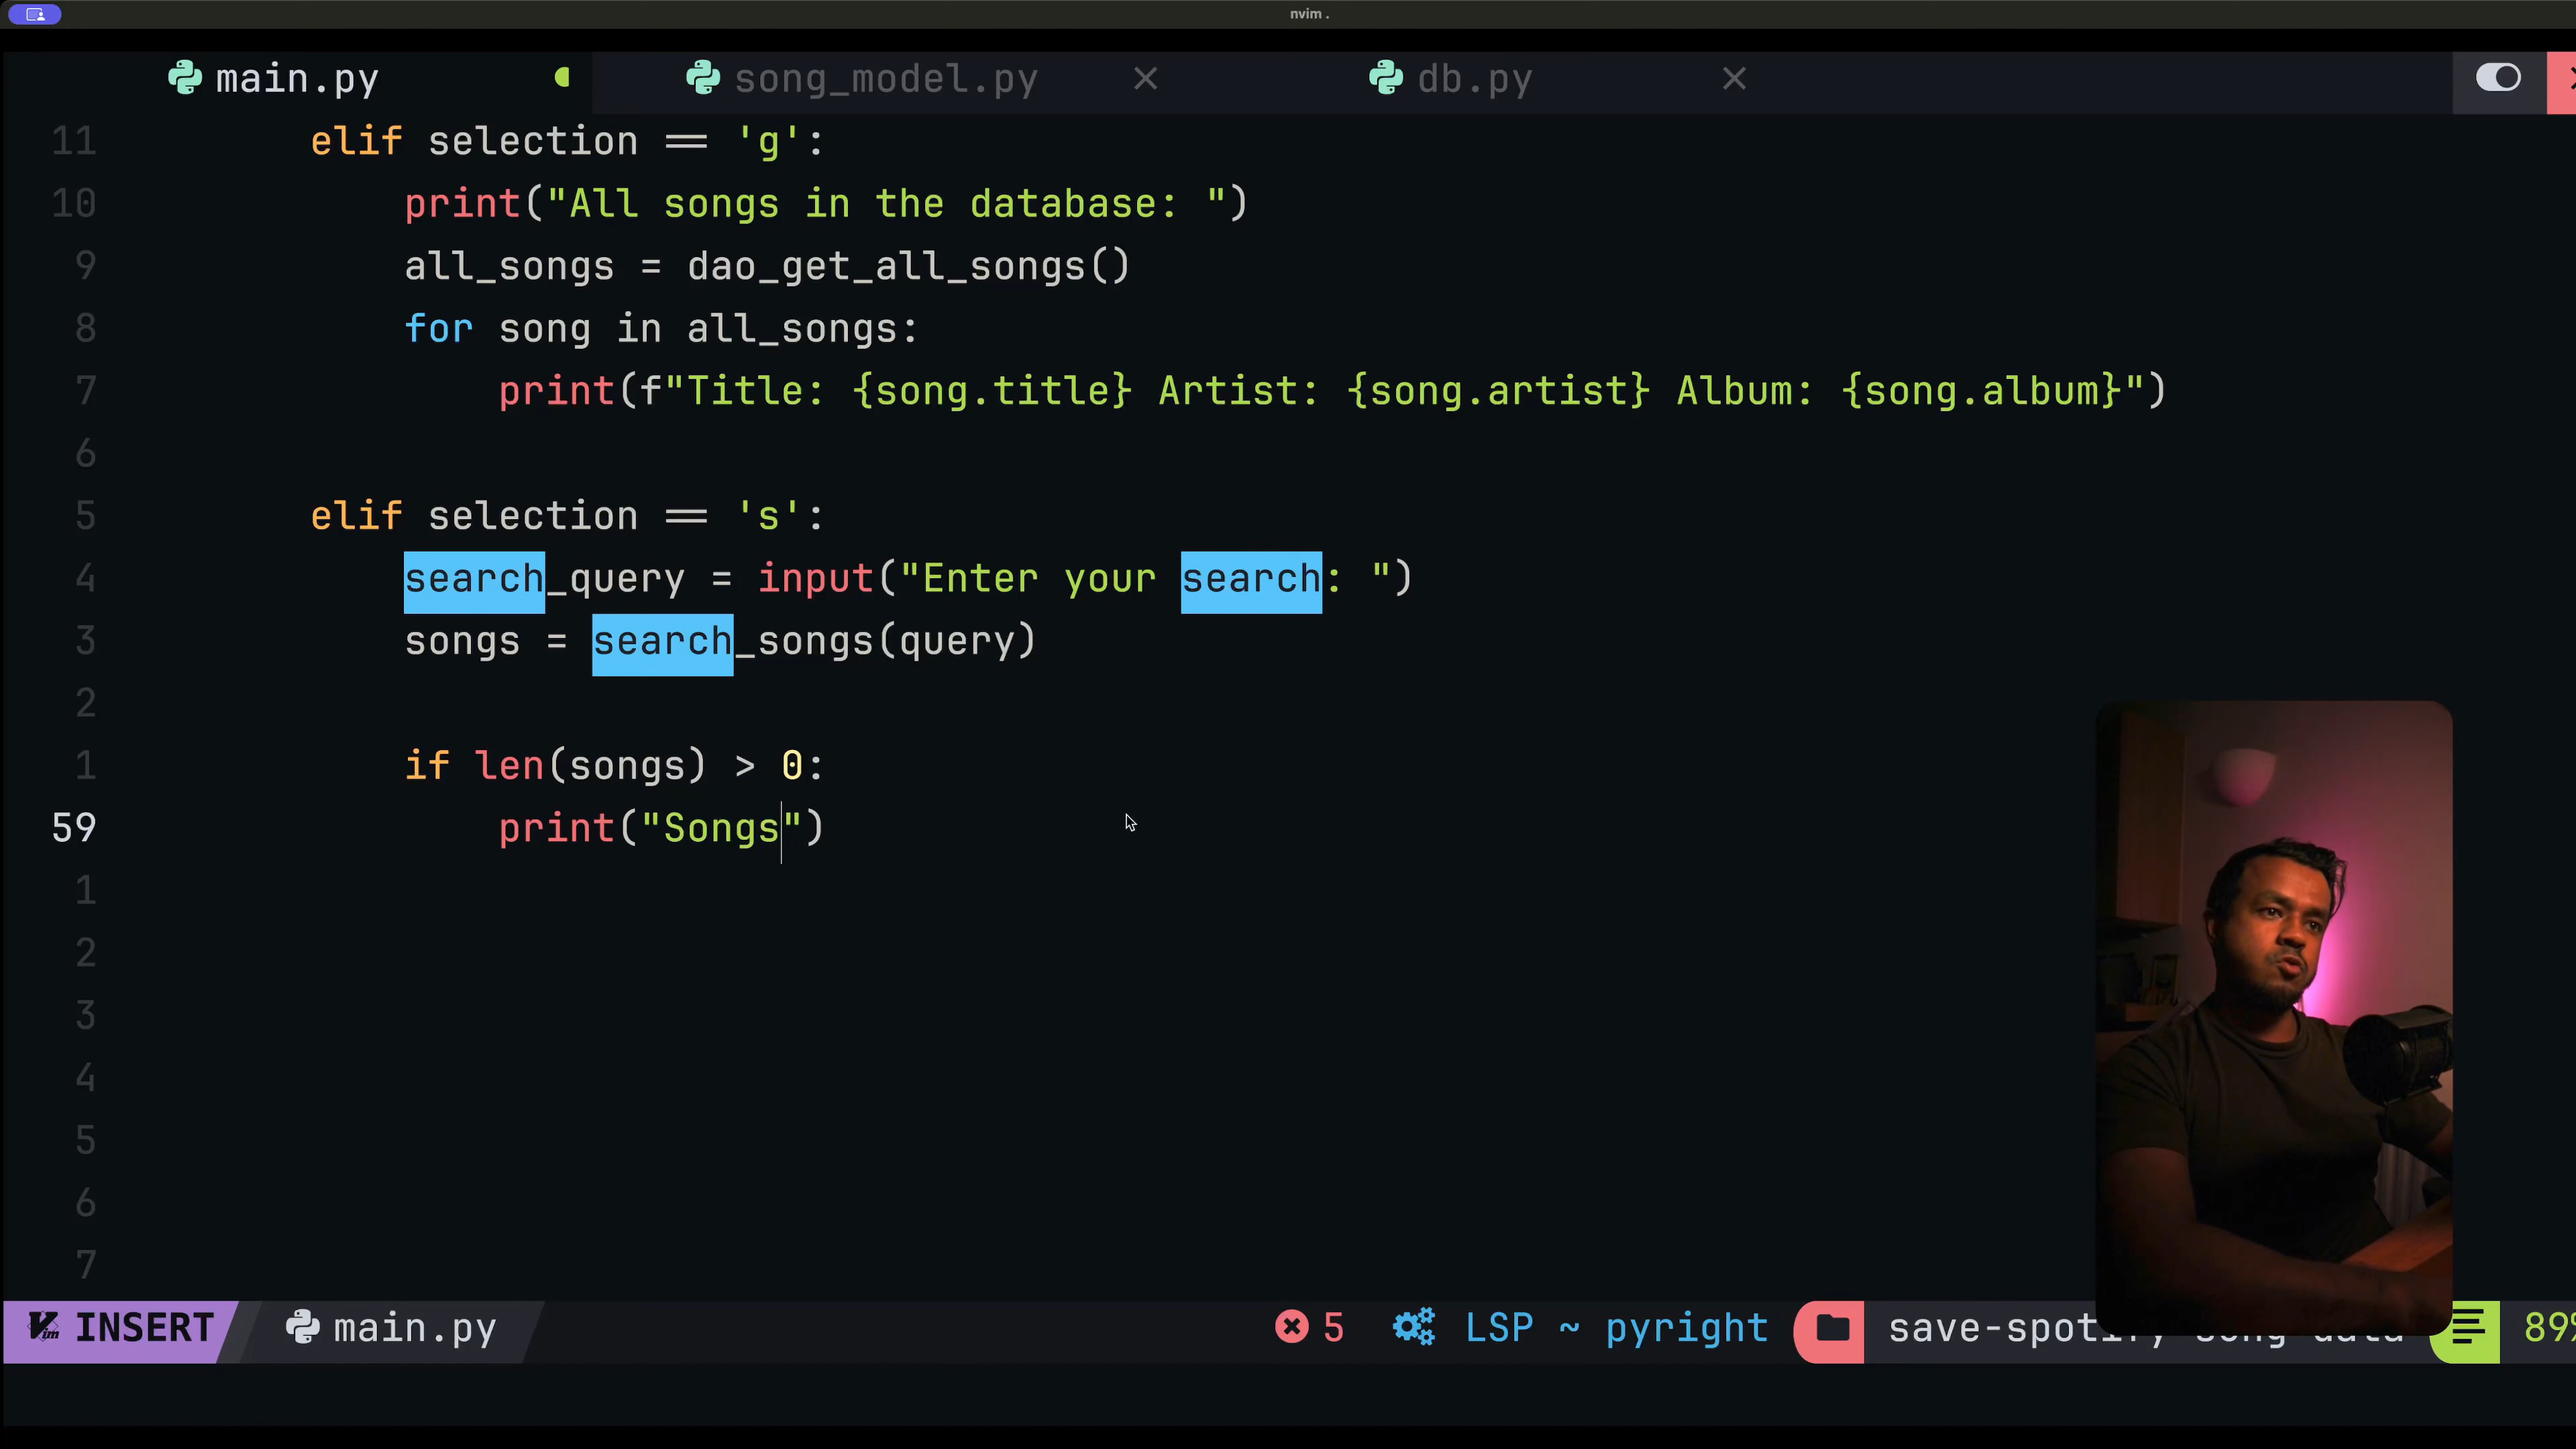 nvim .
main.py song_model.py db.py
11 elif selection == 'g':
10 print("All songs in the database: ")
9 all_songs = dao_get_all_songs()
8 for song in all_songs:
7 print(f"Title: {song.title} Artist: {song.artist} Album: {song.album}")
6
5 elif selection == 's':
4 search_query = input("Enter your search: ")
3 songs = search_songs(query)
2
1 if len(songs) > 0:
59 print("Songs")
1
2
3
4
5
6
7
INSERT main.py 5 LSP ~ pyright 89%